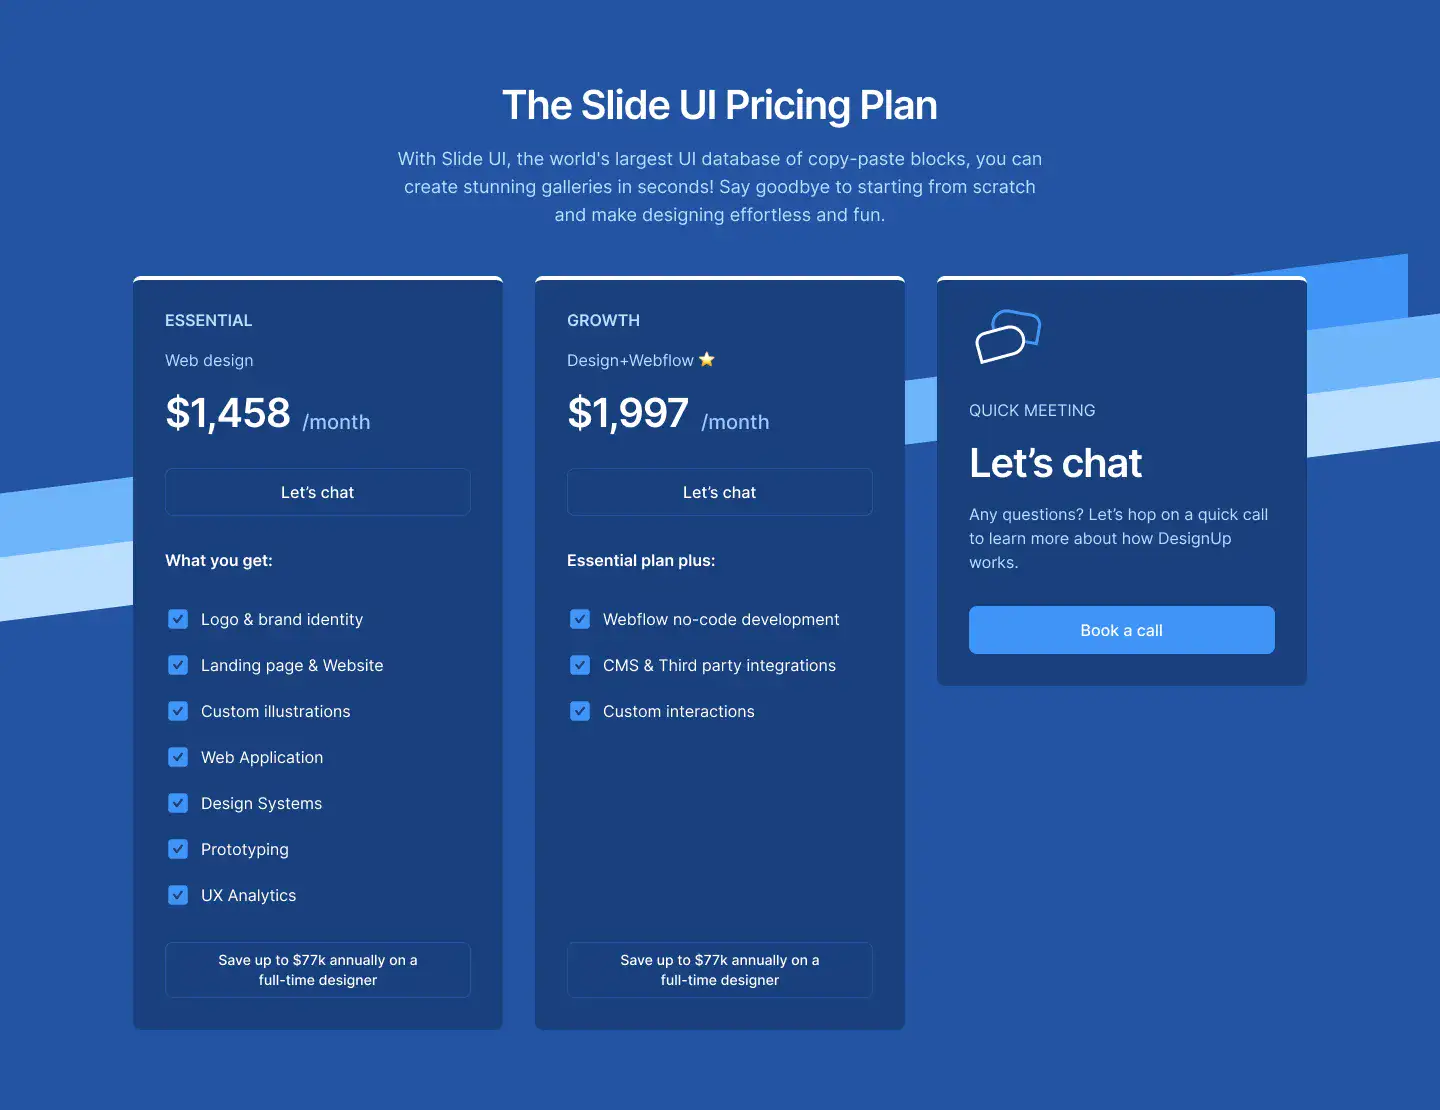 The Slide UI Pricing Plan
With Slide UI, the world's largest UI database of copy-paste blocks, you can
create stunning galleries in seconds! Say goodbye to starting from scratch
and make designing effortless and fun.
ESSENTIAL
Web design
$1,458 /month
Let’s chat
What you get:
Logo & brand identity
Landing page & Website
Custom illustrations
Web Application
Design Systems
Prototyping
UX Analytics
Save up to $77k annually on a
full-time designer
GROWTH
Design+Webflow ⭐
$1,997 /month
Let’s chat
Essential plan plus:
Webflow no-code development
CMS & Third party integrations
Custom interactions
Save up to $77k annually on a
full-time designer
QUICK MEETING
Let’s chat
Any questions? Let’s hop on a quick call
to learn more about how DesignUp
works.
Book a call